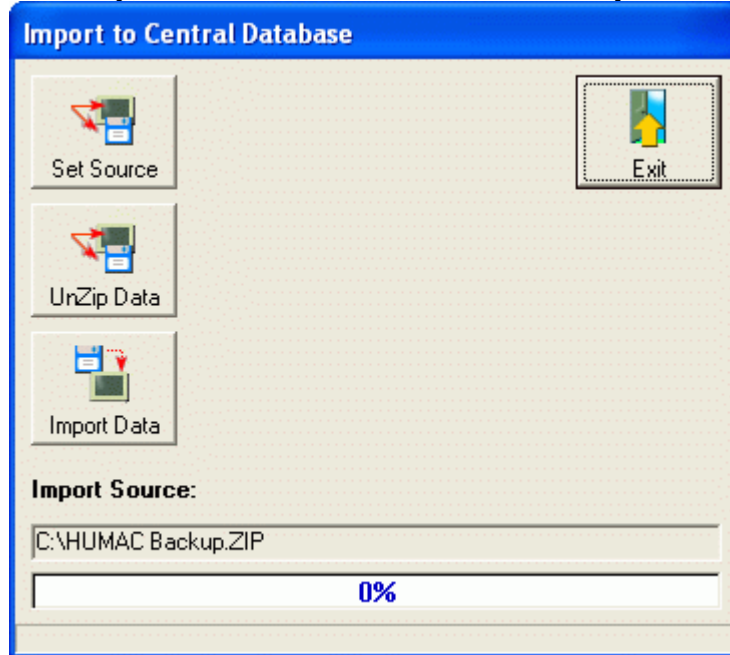 Import to Central Database
Set Source
Exit
UnZip Data
Import Data
Import Source:
C:\HUMAC Backup.ZIP
0%